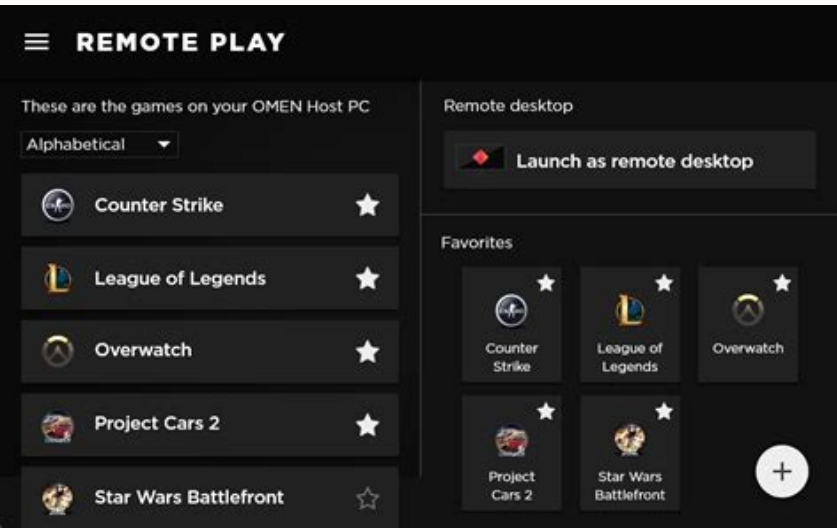 REMOTE PLAY
These are the games on your OMEN Host PC
Alphabetical
Counter Strike
League of Legends
Overwatch
Project Cars 2
Star Wars Battlefront
Remote desktop
Launch as remote desktop
Favorites
Counter
Strike
League of
Legends
Overwatch
Project
Cars 2
Star Wars
Battlefront
+